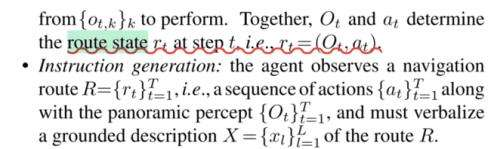 from{o_{t,k}}_k to perform. Together, O_t and a_t determine
the route state r_t at step t, i.e., r_t=(O_t,a_t).
• Instruction generation: the agent observes a navigation
route R={r_t}_{t=1}^T, i.e., a sequence of actions {a_t}_{t=1}^T along
with the panoramic percept {O_t}_{t=1}^T, and must verbalize
a grounded description X={x_l}_{l=1}^L of the route R.